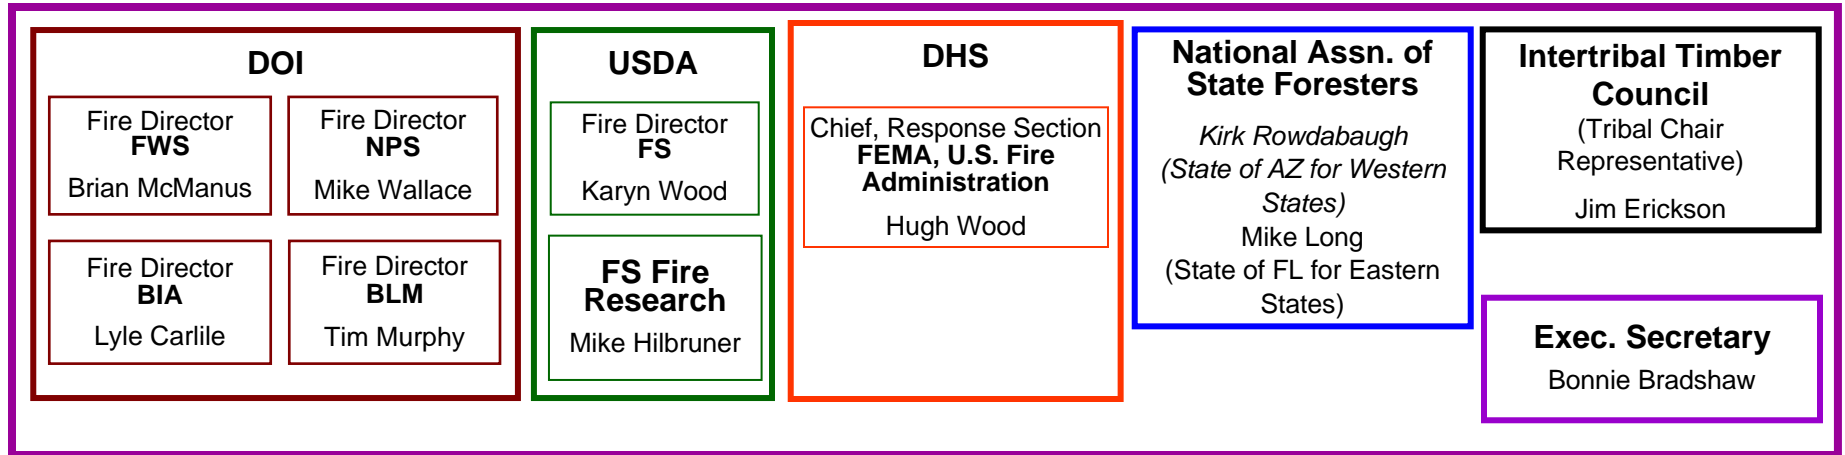 DOI
Fire Director
FWS
Brian McManus
Fire Director
NPS
Mike Wallace
Fire Director
BIA
Lyle Carlile
Fire Director
BLM
Tim Murphy
USDA
Fire Director
FS
Karyn Wood
FS Fire
Research
Mike Hilbruner
DHS
Chief, Response Section
FEMA, U.S. Fire
Administration
Hugh Wood
National Assn. of
State Foresters
Kirk Rowdabaugh
(State of AZ for Western
States)
Mike Long
(State of FL for Eastern
States)
Intertribal Timber
Council
(Tribal Chair
Representative)
Jim Erickson
Exec. Secretary
Bonnie Bradshaw